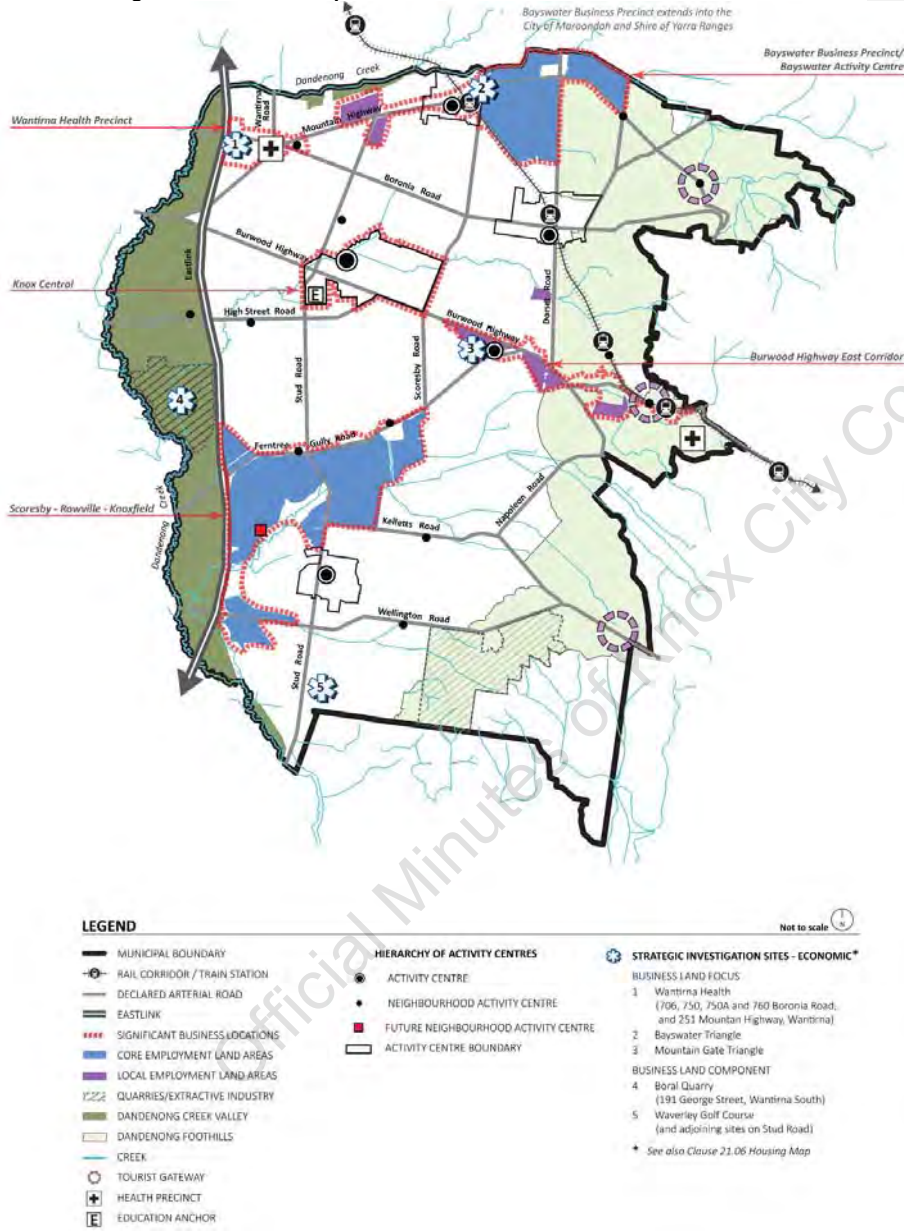 Bayswater Business Precinct extends into the
City of Maroondah and Shire of Yarra Ranges
Bayswater Business Precinct/
Bayswater Activity Centre
Dandenong Creek
Wantirna Health Precinct
Wantirna
Road
Mountain Highway
1
2
Boronia Road
Burwood Highway
Eastlink
Knox Central
E
High Street Road
Stud Road
Scoresby Road
Burwood Highway
Dorset Road
3
Burwood Highway East Corridor
4
Ferntree Gully Road
Scoresby - Rowville - Knoxfield
Dandenong Creek
Napoleon Road
Kelletts Road
Wellington Road
Stud Road
5
Official Minutes of Knox City Co
LEGEND
Not to scale
N
MUNICIPAL BOUNDARY
RAIL CORRIDOR / TRAIN STATION
DECLARED ARTERIAL ROAD
EASTLINK
SIGNIFICANT BUSINESS LOCATIONS
CORE EMPLOYMENT LAND AREAS
LOCAL EMPLOYMENT LAND AREAS
QUARRIES/EXTRACTIVE INDUSTRY
DANDENONG CREEK VALLEY
DANDENONG FOOTHILLS
CREEK
TOURIST GATEWAY
HEALTH PRECINCT
E EDUCATION ANCHOR
HIERARCHY OF ACTIVITY CENTRES
ACTIVITY CENTRE
NEIGHBOURHOOD ACTIVITY CENTRE
FUTURE NEIGHBOURHOOD ACTIVITY CENTRE
ACTIVITY CENTRE BOUNDARY
STRATEGIC INVESTIGATION SITES - ECONOMIC*
BUSINESS LAND FOCUS
1 Wantirna Health
(706, 750, 750A and 760 Boronia Road,
and 251 Mountan Highway, Wantirna)
2 Bayswater Triangle
3 Mountain Gate Triangle
BUSINESS LAND COMPONENT
4 Boral Quarry
(191 George Street, Wantirna South)
5 Waverley Golf Course
(and adjoining sites on Stud Road)
* See also Clause 21.06 Housing Map